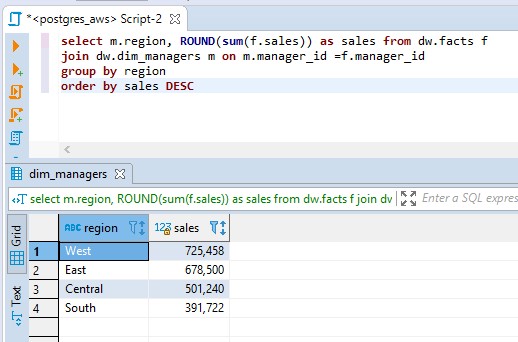 *<postgres_aws> Script-2
select m.region, ROUND(sum(f.sales)) as sales from dw.facts f
join dw.dim_managers m on m.manager_id =f.manager_id
group by region
order by sales DESC
dim_managers
select m.region, ROUND(sum(f.sales)) as sales from dw.facts f join dv
Enter a SQL expres
Grid
Text
ABC region 123 sales
1 West 725,458
2 East 678,500
3 Central 501,240
4 South 391,722